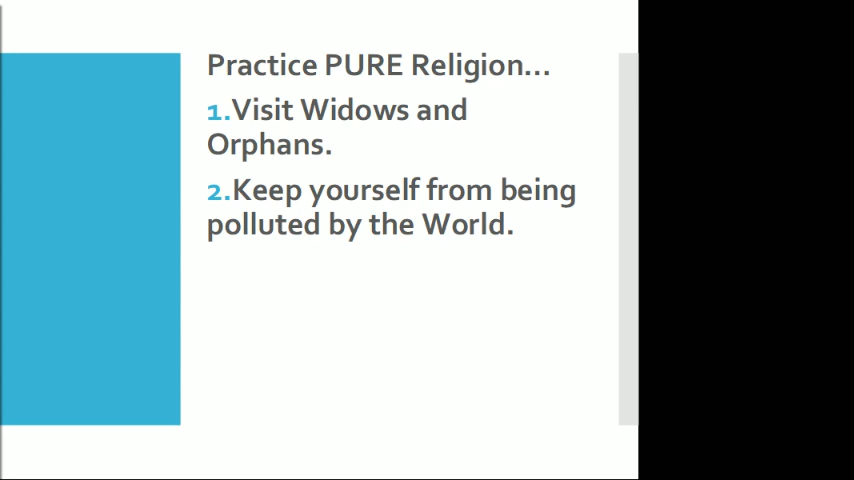 Practice PURE Religion...
1.Visit Widows and
Orphans.
2.Keep yourself from being
polluted by the World.